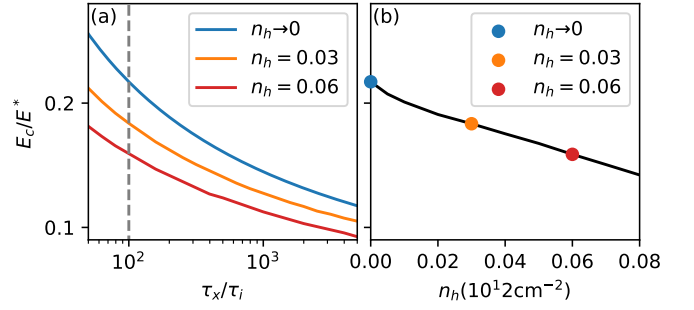 (a)
n_h→0
n_h = 0.03
n_h = 0.06
E_c/E^*
0.2
0.1
10^2
10^3
τ_x/τ_i
(b)
n_h→0
n_h = 0.03
n_h = 0.06
0.00
0.02
0.04
0.06
0.08
n_h(10^12cm^{-2})